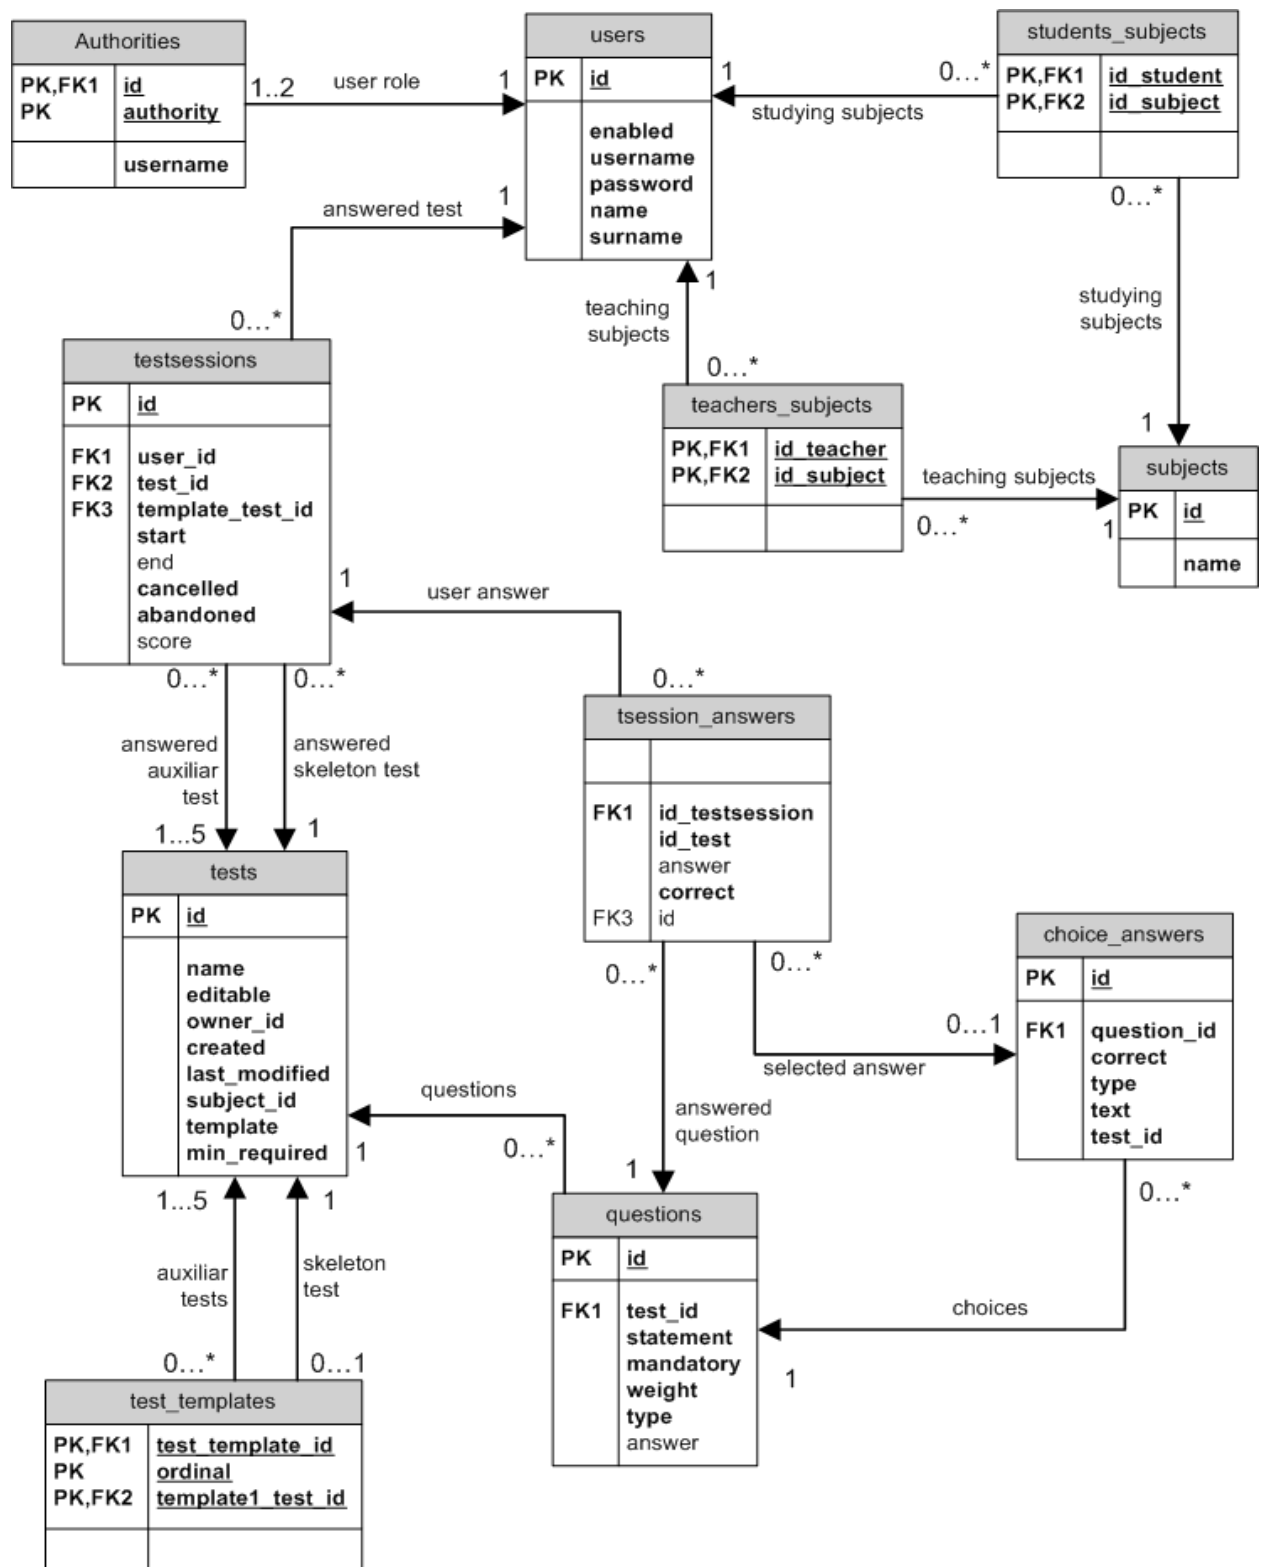 Authorities
PK,FK1 id
PK authority
username
1..2
user role
1
users
PK id
enabled
username
password
name
surname
1
studying subjects
0...*
students_subjects
PK,FK1 id_student
PK,FK2 id_subject
0...*
studying
subjects
1
answered test
1
0...*
1
teaching
subjects
0...*
testsessions
PK id
FK1 user_id
FK2 test_id
FK3 template_test_id
start
end
cancelled
abandoned
score
teachers_subjects
PK,FK1 id_teacher
PK,FK2 id_subject
teaching subjects
0...*
1
subjects
PK id
name
1
user answer
0...*
0...*
0...*
answered
auxiliar
test
answered
skeleton test
1...5
1
tsession_answers
FK1 id_testsession
id_test
answer
correct
FK3 id
0...*
0...*
tests
PK id
name
editable
owner_id
created
last_modified
subject_id
template
min_required
choice_answers
PK id
FK1 question_id
correct
type
text
test_id
0...1
selected answer
answered
question
1
questions
1
0...*
0...*
1...5
1
auxiliar
tests
skeleton
test
0...*
0...1
questions
PK id
FK1 test_id
statement
mandatory
weight
type
answer
choices
1
test_templates
PK,FK1 test_template_id
PK ordinal
PK,FK2 template1_test_id